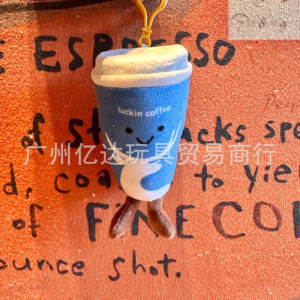 ESPRESSO
luckin coffee
of st cks spe
广州亿达玩具贸易商行
d, co to yie
of FINE CO
ounce shot.